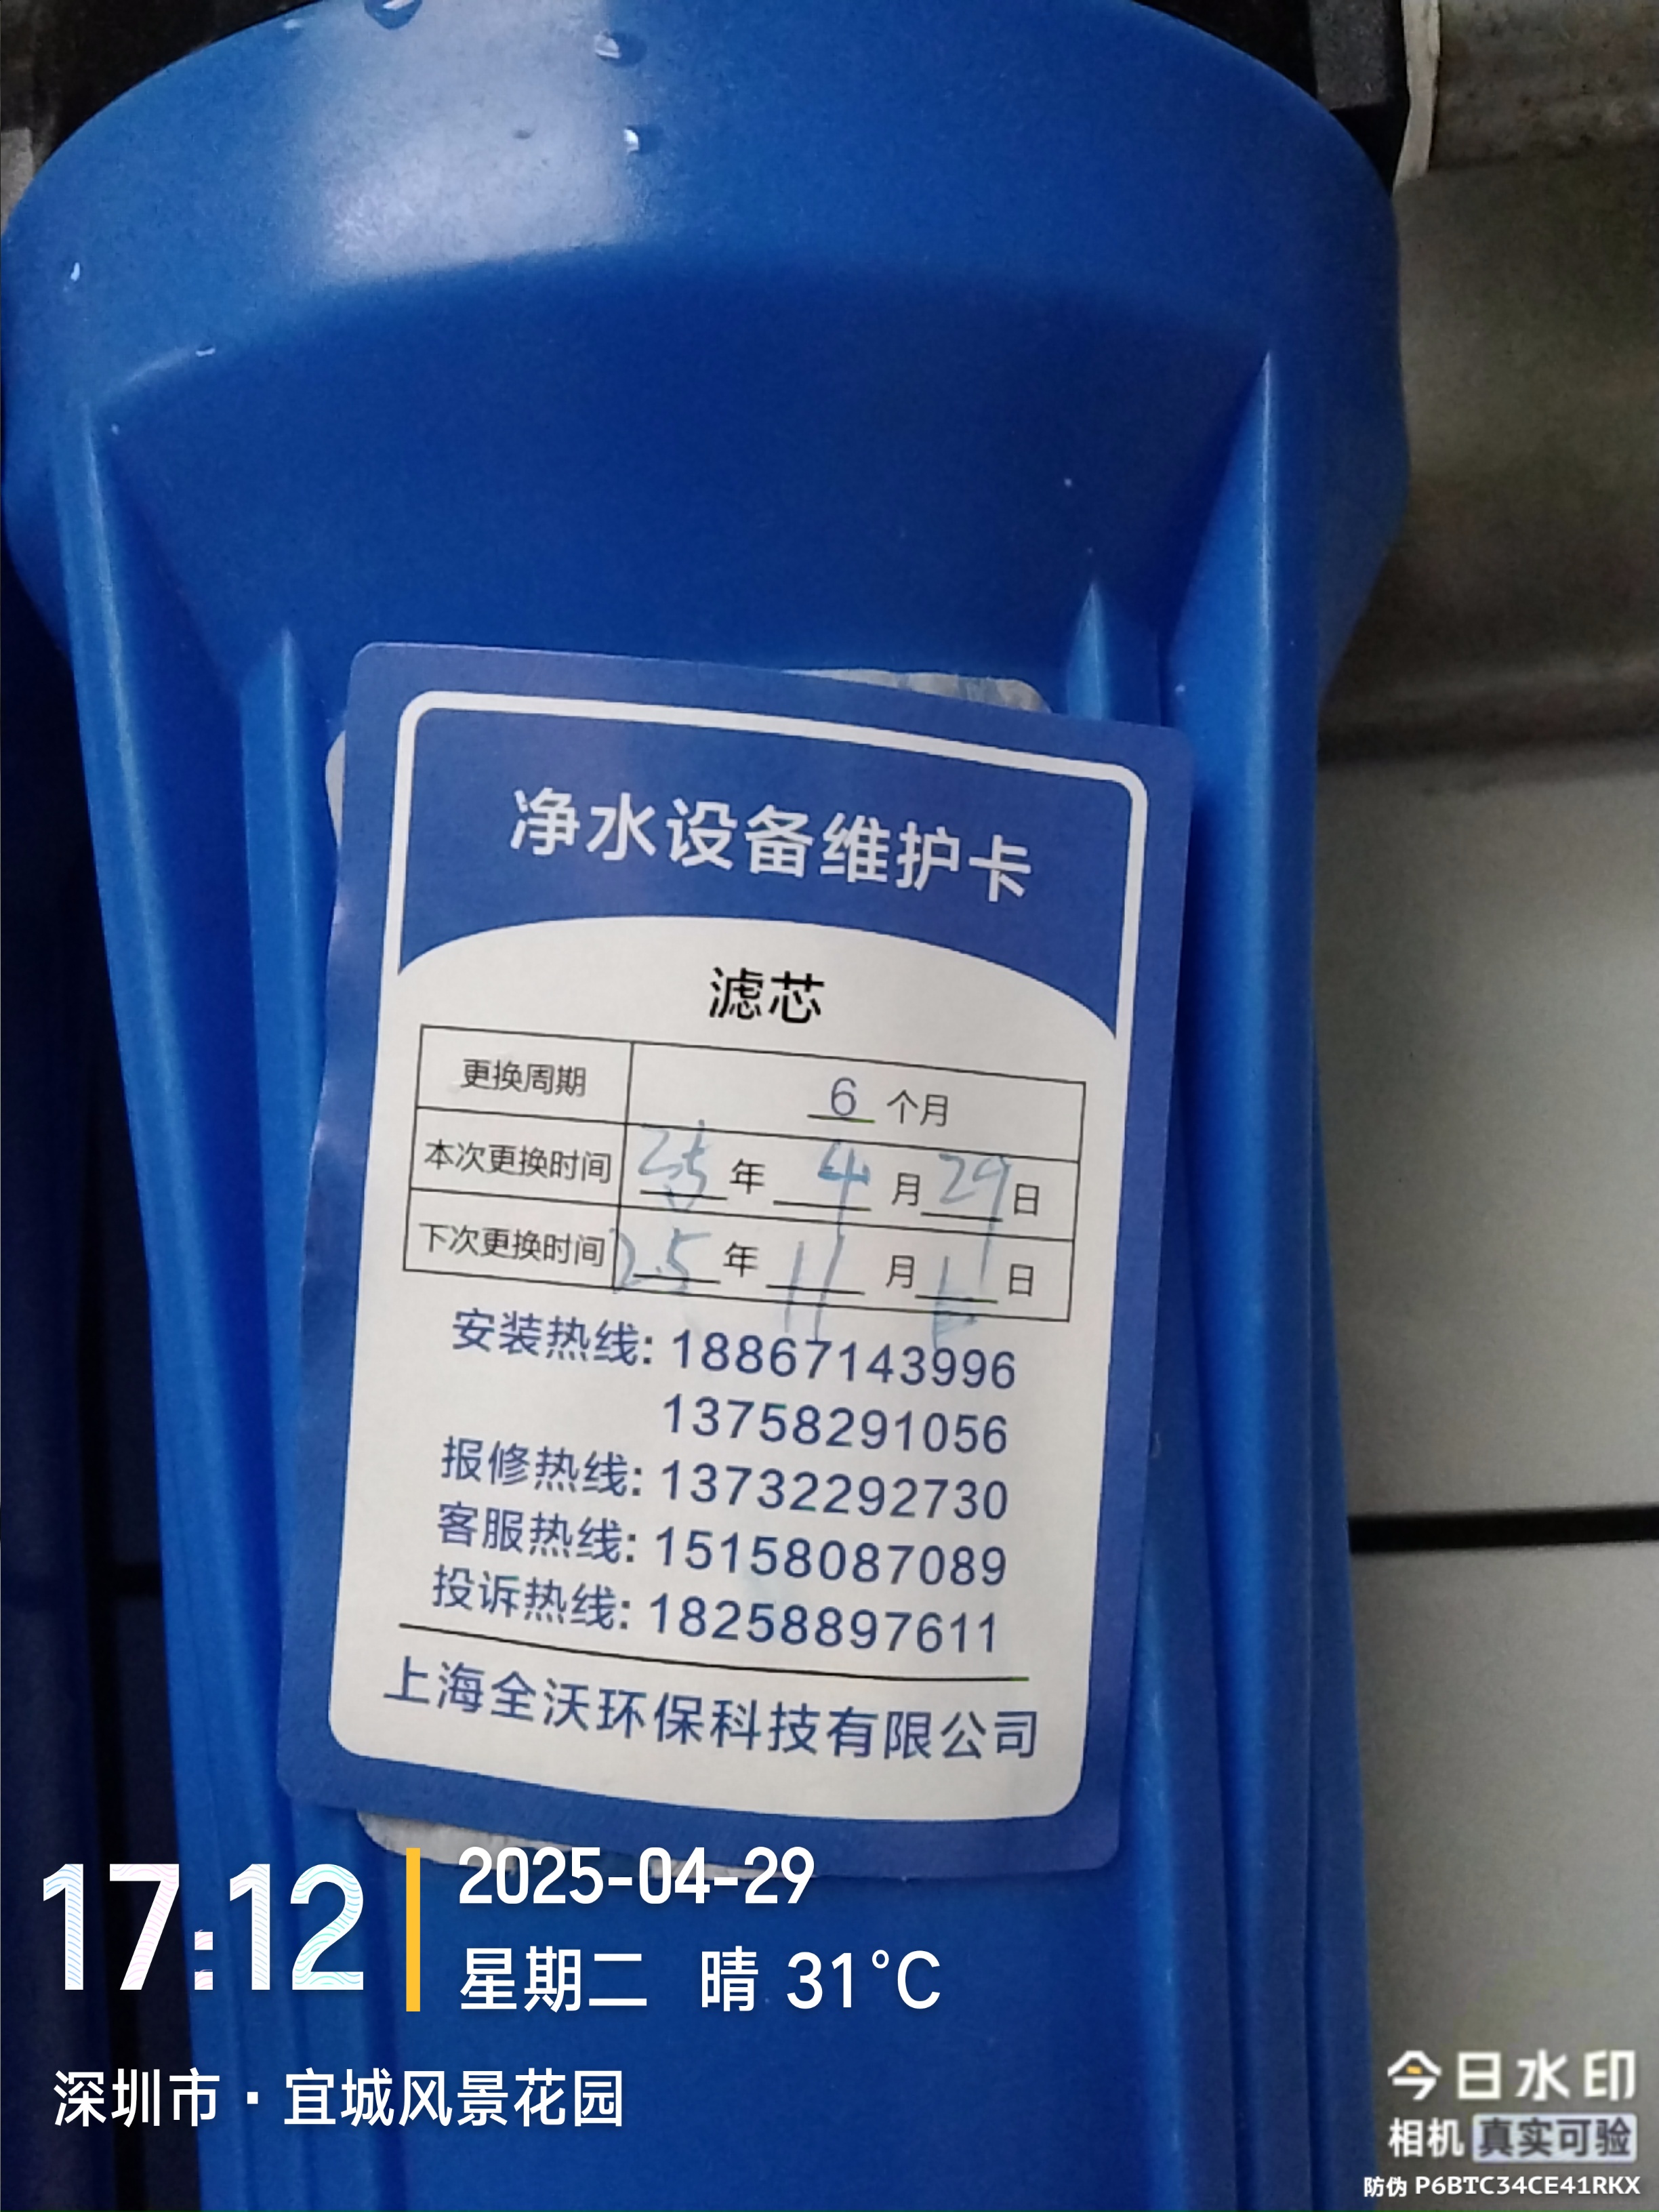 净水设备维护卡
滤芯
更换周期 6 个月
本次更换时间 25 年 4 月 29 日
下次更换时间 25 年 11 月 日
安装热线: 18867143996
13758291056
报修热线: 13732292730
客服热线: 15158087089
投诉热线: 18258897611
上海全沃环保科技有限公司
17:12
2025-04-29
星期二 晴 31°C
深圳市·宜城风景花园
今日水印
相机 真实可验
防伪 P6BTC34CE41RKX